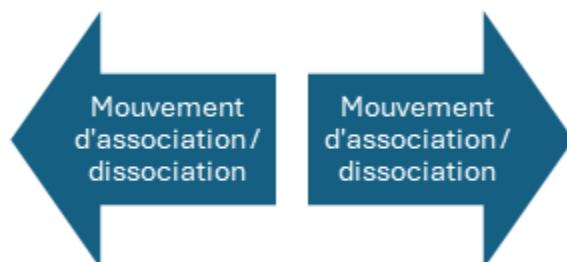 Mouvement
d'association/
dissociation
Mouvement
d'association/
dissociation